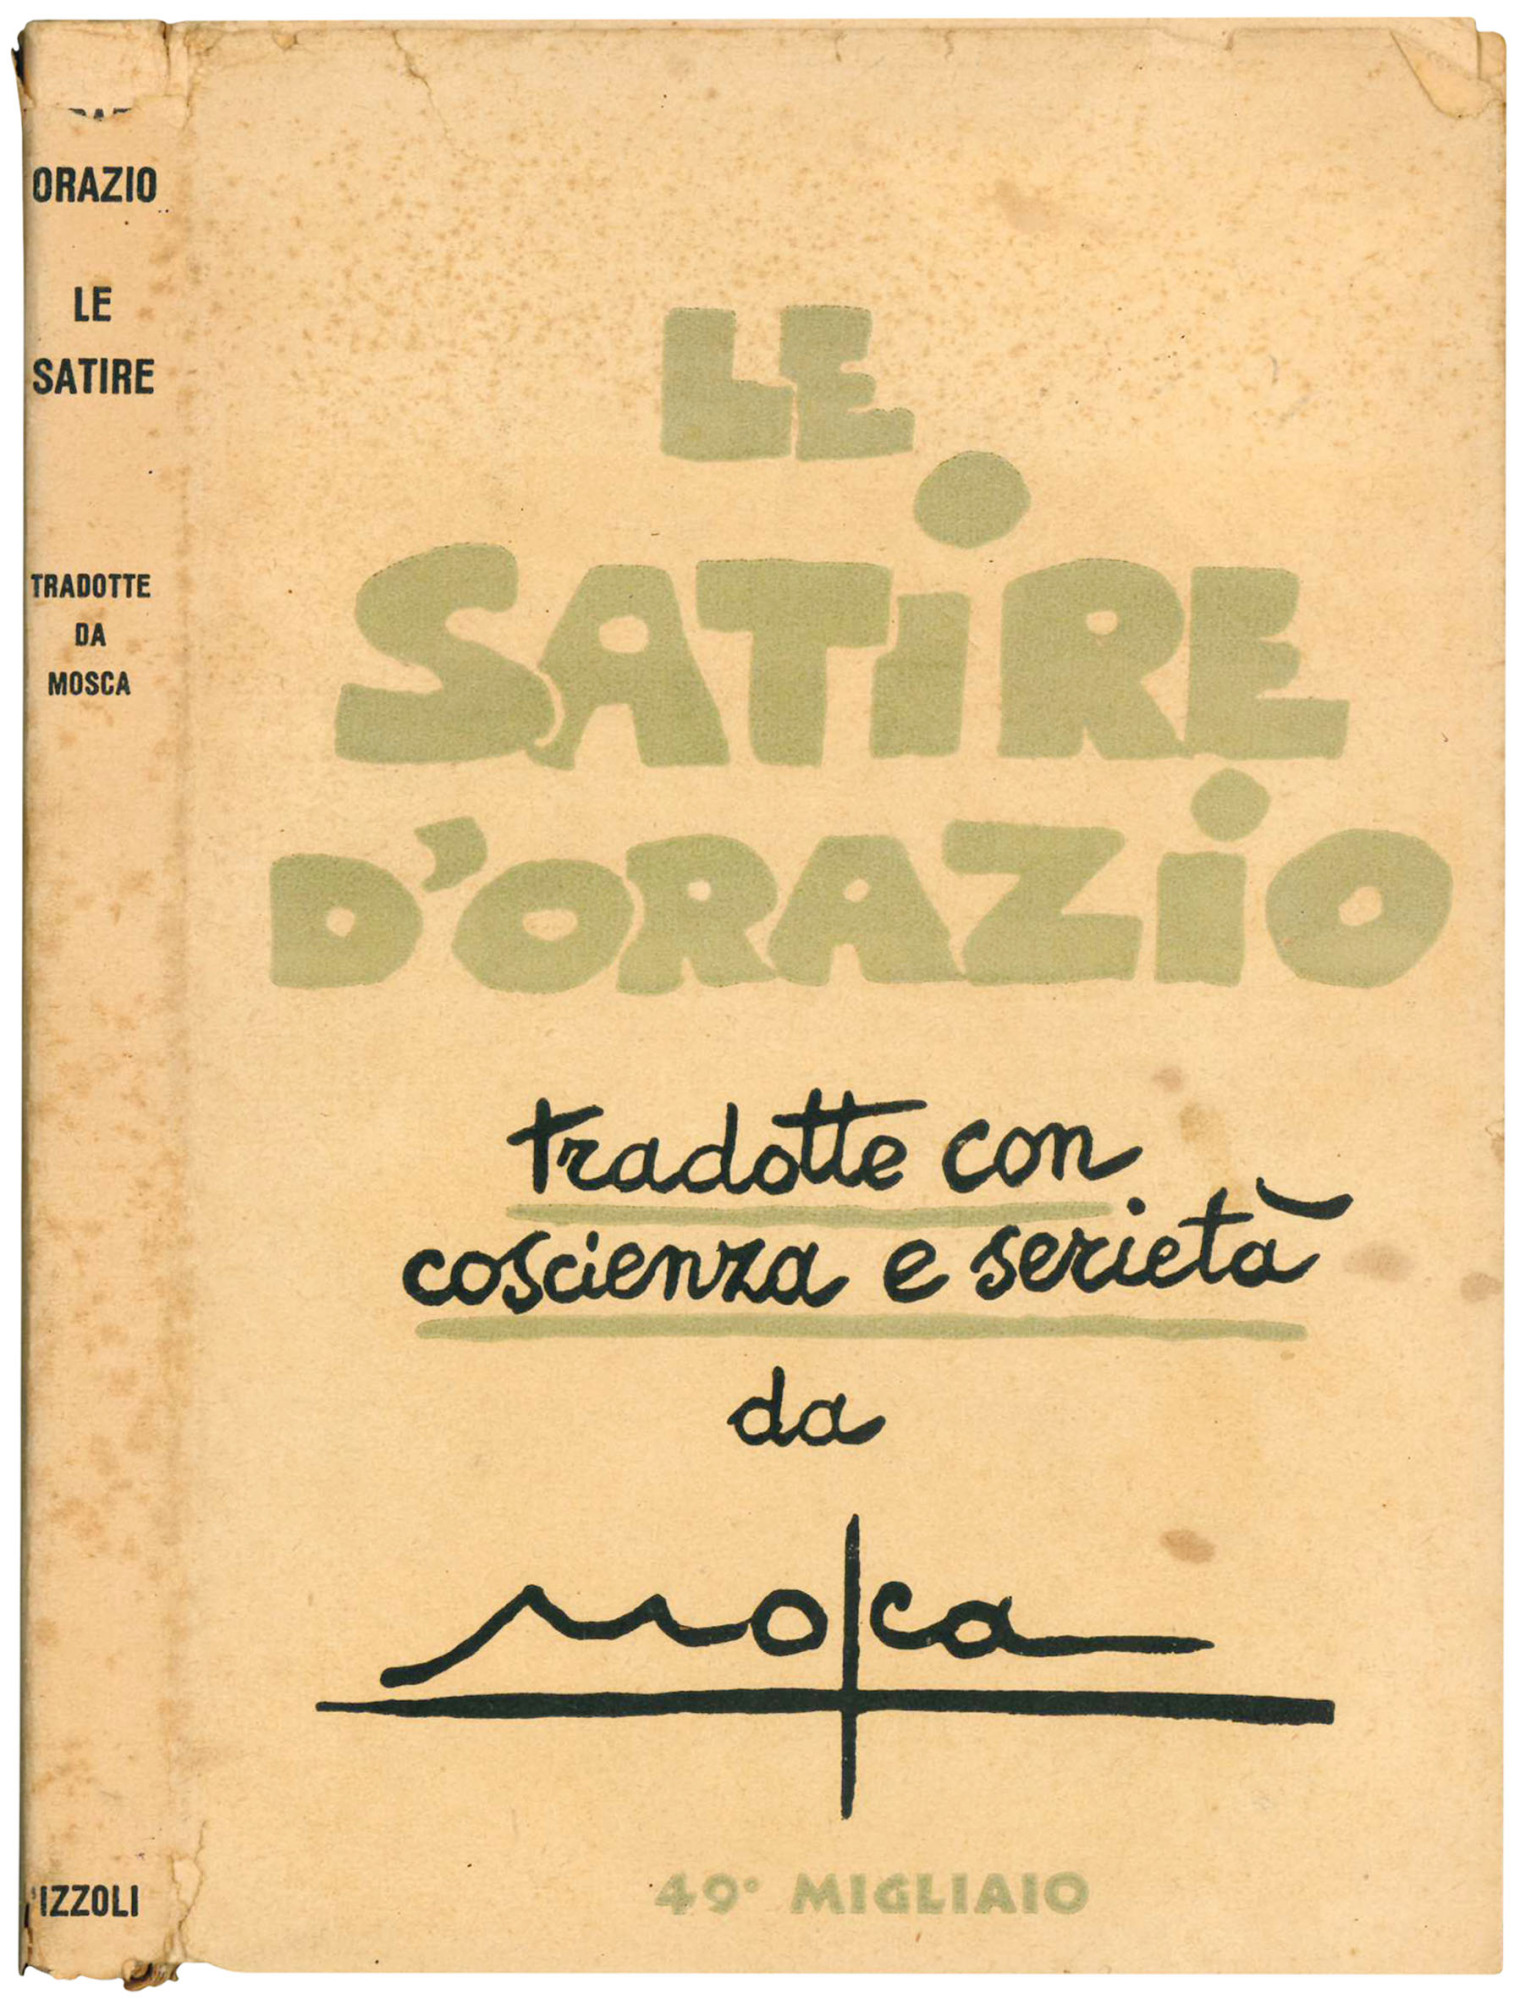 ORAZIO
LE
SATIRE
TRADOTTE
DA
MOSCA
IZZOLI
LE
SATiRE
D'ORAZiO
tradotte con
coscienza e serietà
da
Mosca
49° MIGLIAIO